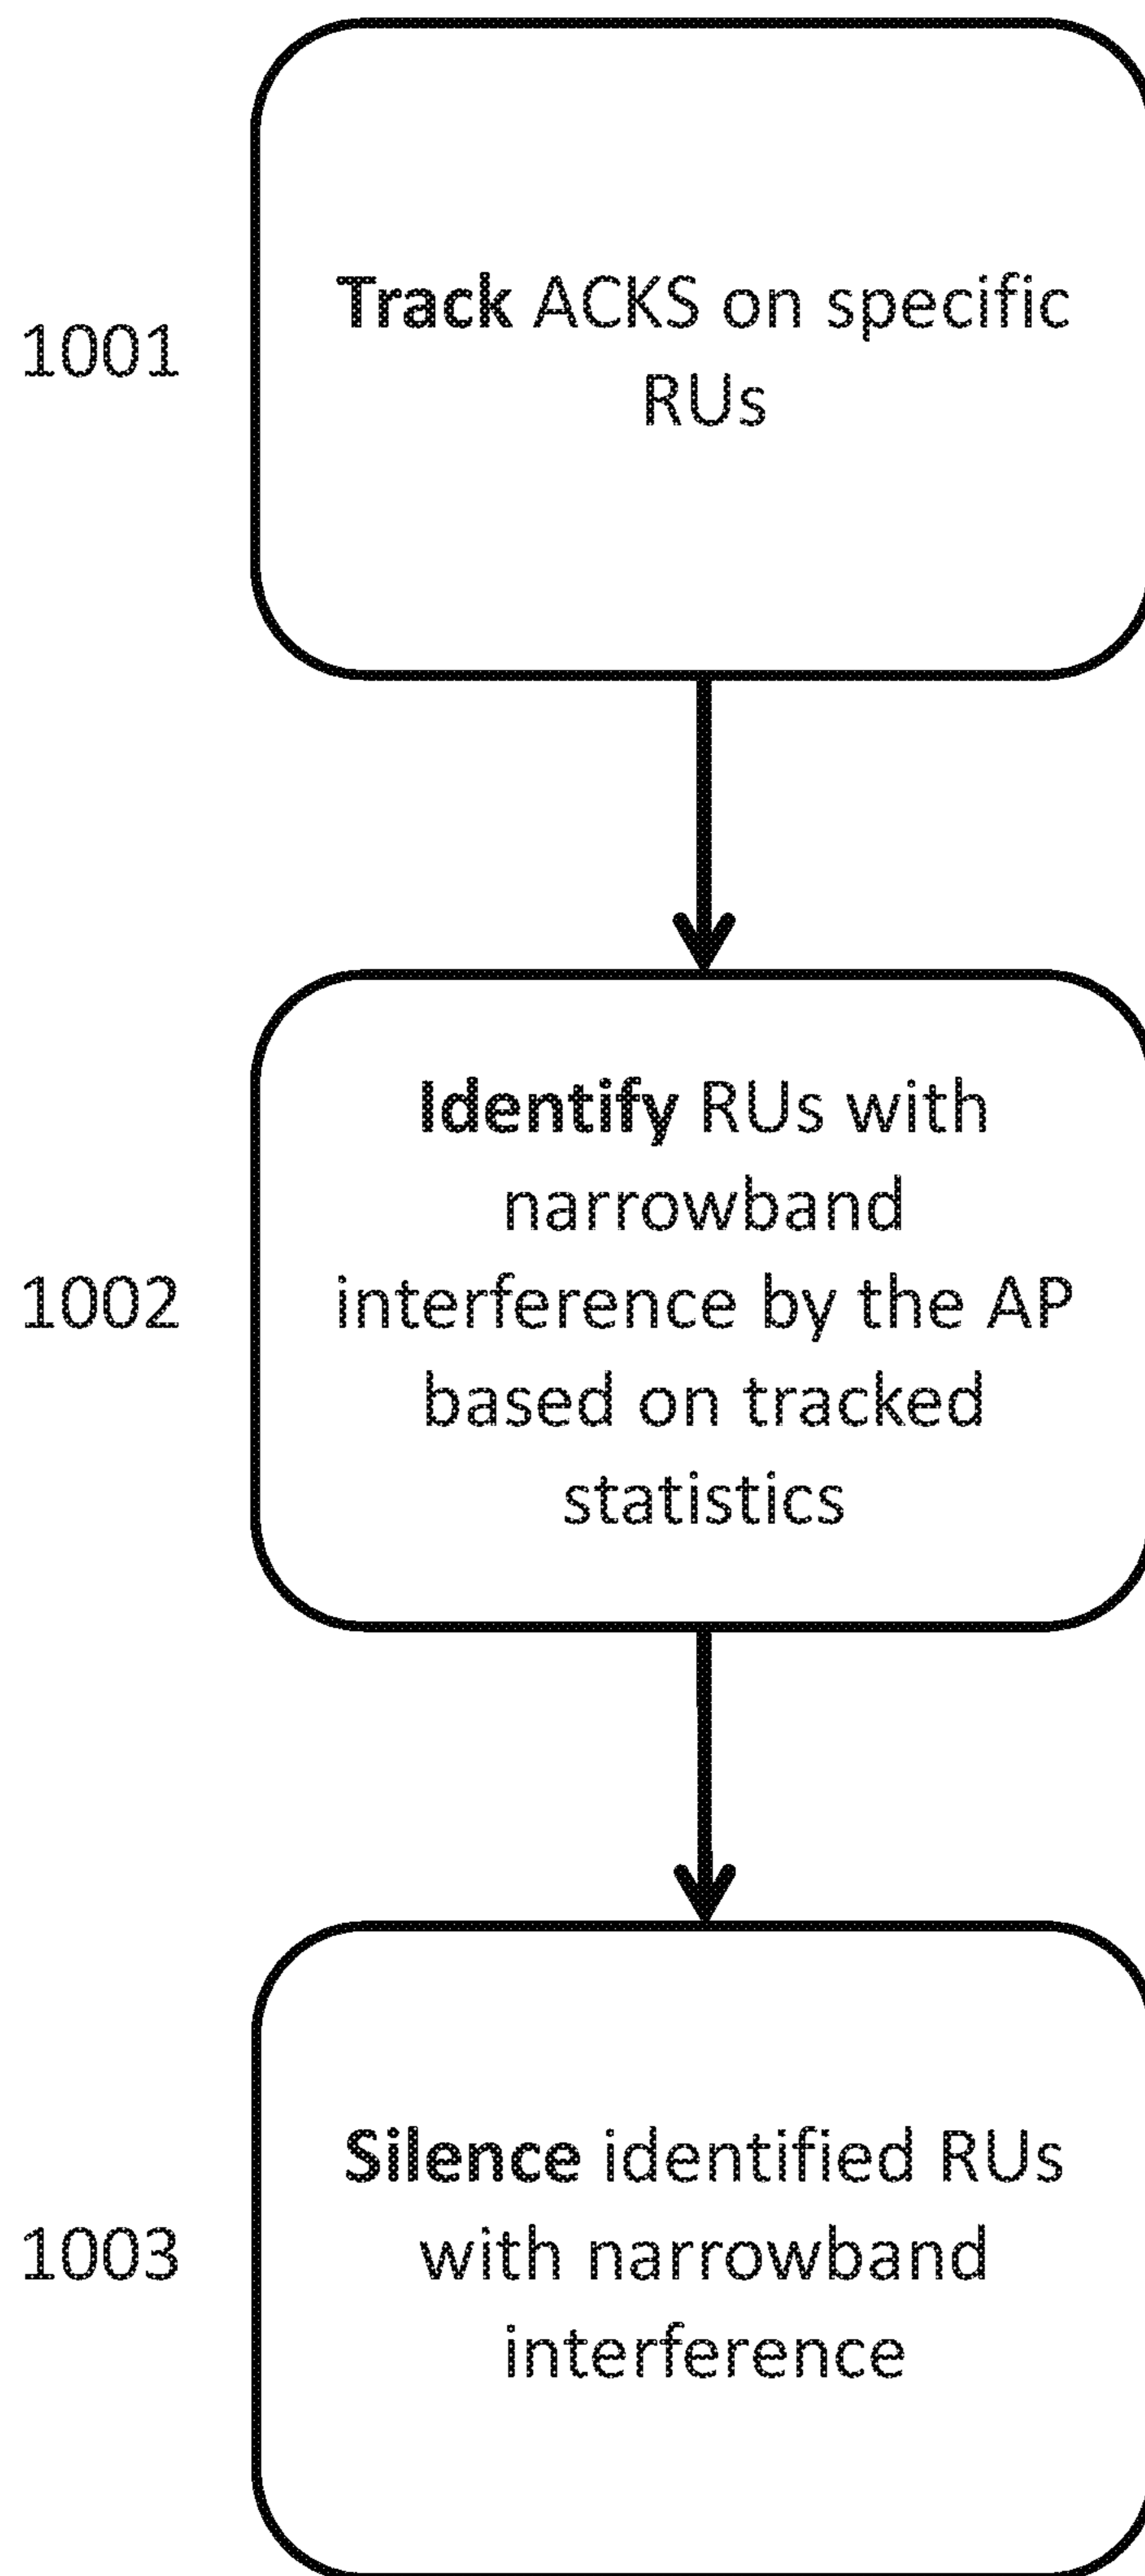 1001
Track ACKS on specific
RUs
1002
Identify RUs with
narrowband
interference by the AP
based on tracked
statistics
1003
Silence identified RUs
with narrowband
interference